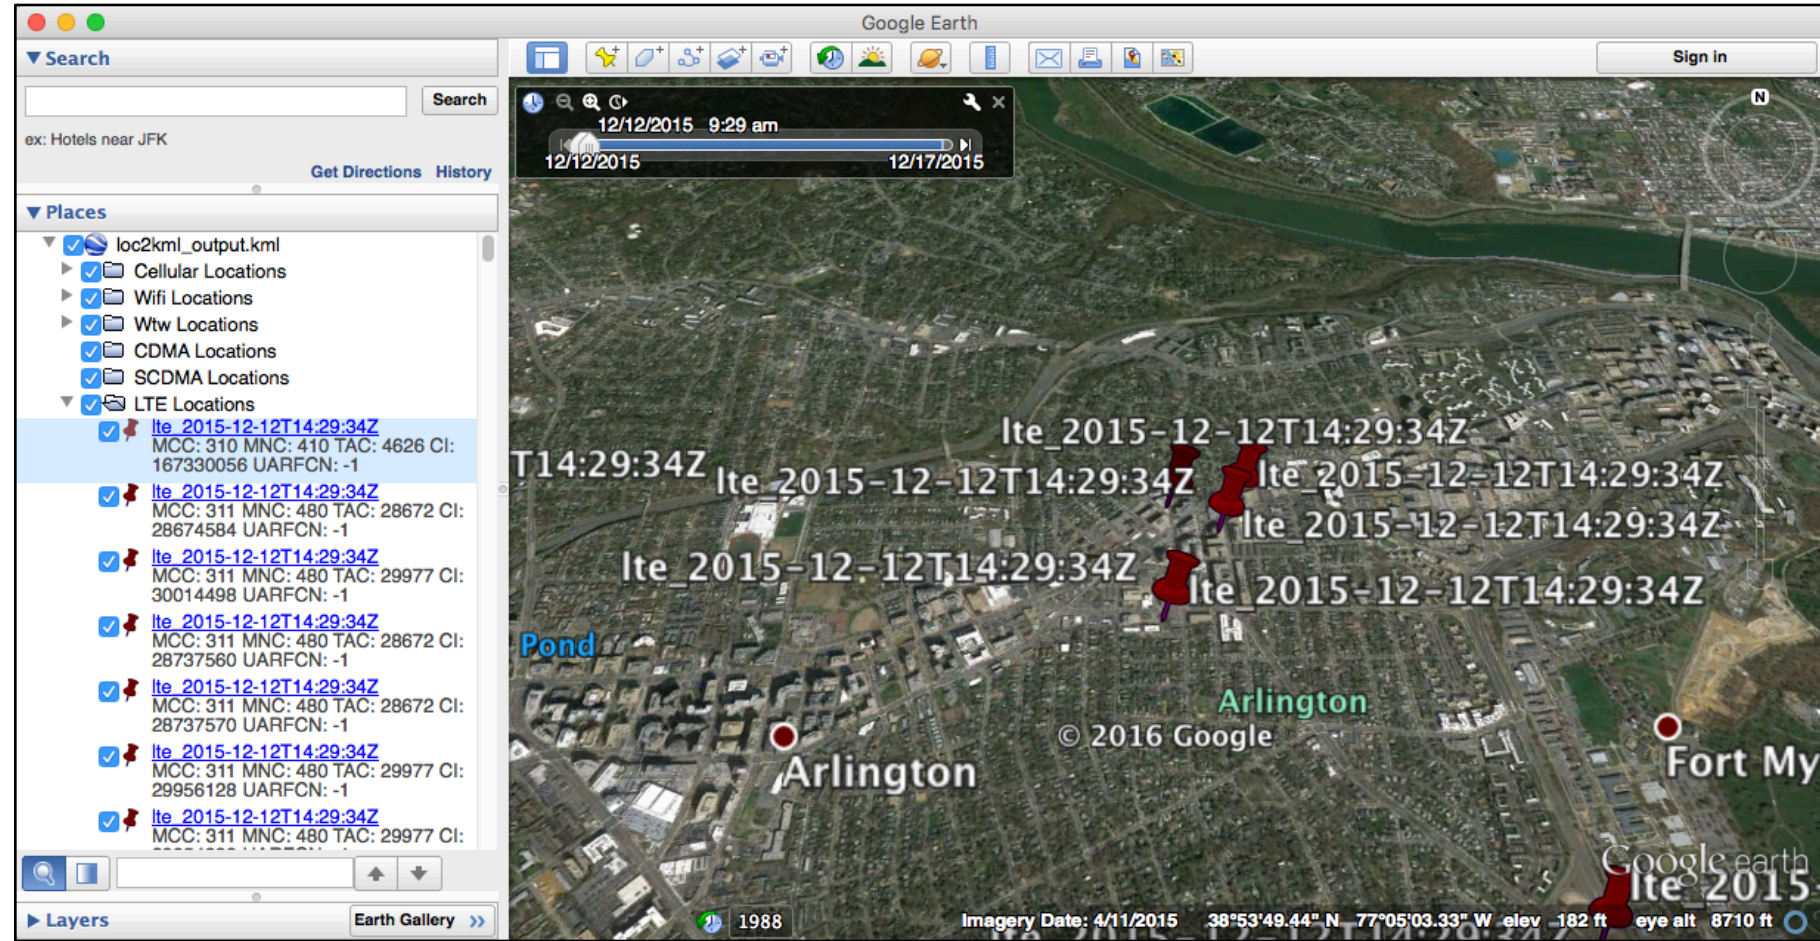 Google Earth
Search
Search
ex: Hotels near JFK
Get Directions History
Places
loc2kml_output.kml
Cellular Locations
Wifi Locations
Wtw Locations
CDMA Locations
SCDMA Locations
LTE Locations
lte_2015-12-12T14:29:34Z
MCC: 310 MNC: 410 TAC: 4626 CI:
167330056 UARFCN: -1
lte_2015-12-12T14:29:34Z
MCC: 311 MNC: 480 TAC: 28672 CI:
28674584 UARFCN: -1
lte_2015-12-12T14:29:34Z
MCC: 311 MNC: 480 TAC: 29977 CI:
30014498 UARFCN: -1
lte_2015-12-12T14:29:34Z
MCC: 311 MNC: 480 TAC: 28672 CI:
28737560 UARFCN: -1
lte_2015-12-12T14:29:34Z
MCC: 311 MNC: 480 TAC: 28672 CI:
28737570 UARFCN: -1
lte_2015-12-12T14:29:34Z
MCC: 311 MNC: 480 TAC: 29977 CI:
29956128 UARFCN: -1
lte_2015-12-12T14:29:34Z
MCC: 311 MNC: 480 TAC: 29977 CI:
Layers
Earth Gallery >>
Sign in
12/12/2015 9:29 am
12/12/2015 12/17/2015
N
lte_2015-12-12T14:29:34Z
T14:29:34Z
lte_2015-12-12T14:29:34Z
lte_2015-12-12T14:29:34Z
lte_2015-12-12T14:29:34Z
lte_2015-12-12T14:29:34Z
lte_2015-12-12T14:29:34Z
Pond
Arlington
© 2016 Google
Arlington
Fort My
Google earth
lte_2015-
1988
Imagery Date: 4/11/2015 38°53'49.44" N 77°05'03.33" W elev 182 ft eye alt 8710 ft